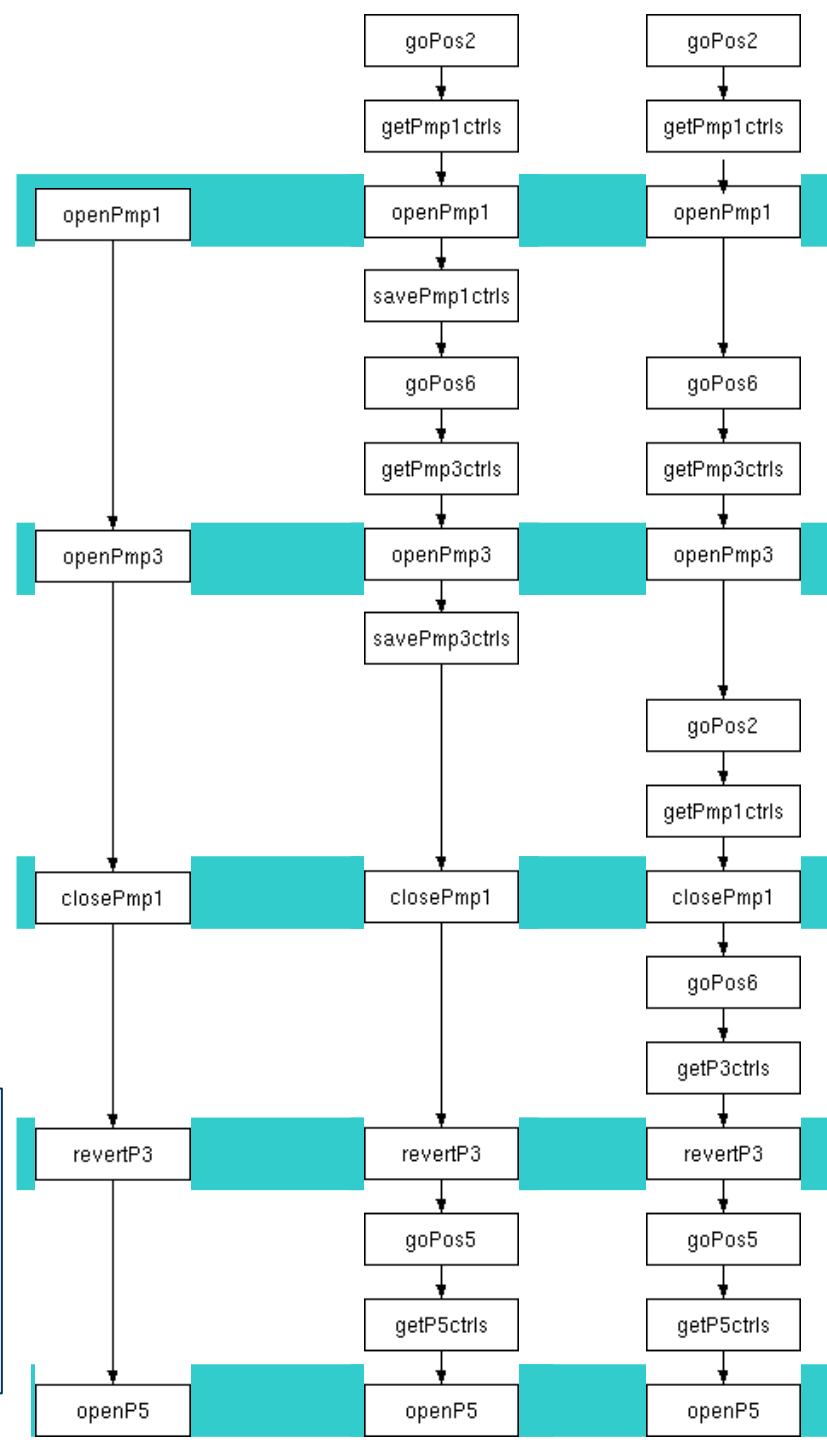 goPos2 goPos2
getPmp1ctrls getPmp1ctrls
openPmp1 openPmp1 openPmp1
savePmp1ctrls
goPos6 goPos6
getPmp3ctrls getPmp3ctrls
openPmp3 openPmp3 openPmp3
savePmp3ctrls
goPos2
getPmp1ctrls
closePmp1 closePmp1 closePmp1
goPos6
getP3ctrls
revertP3 revertP3 revertP3
goPos5 goPos5
getP5ctrls getP5ctrls
openP5 openP5 openP5